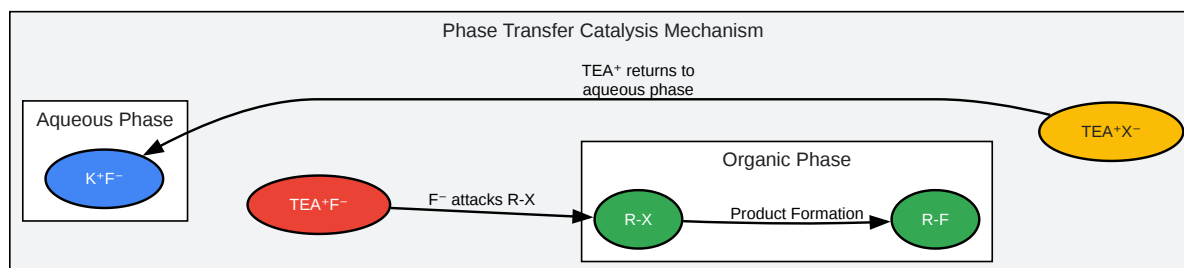 Phase Transfer Catalysis Mechanism
TEA⁺ returns to
aqueous phase
Aqueous Phase
K⁺F⁻
TEA⁺X⁻
TEA⁺F⁻
F⁻ attacks R-X
Organic Phase
R-X
Product Formation
R-F